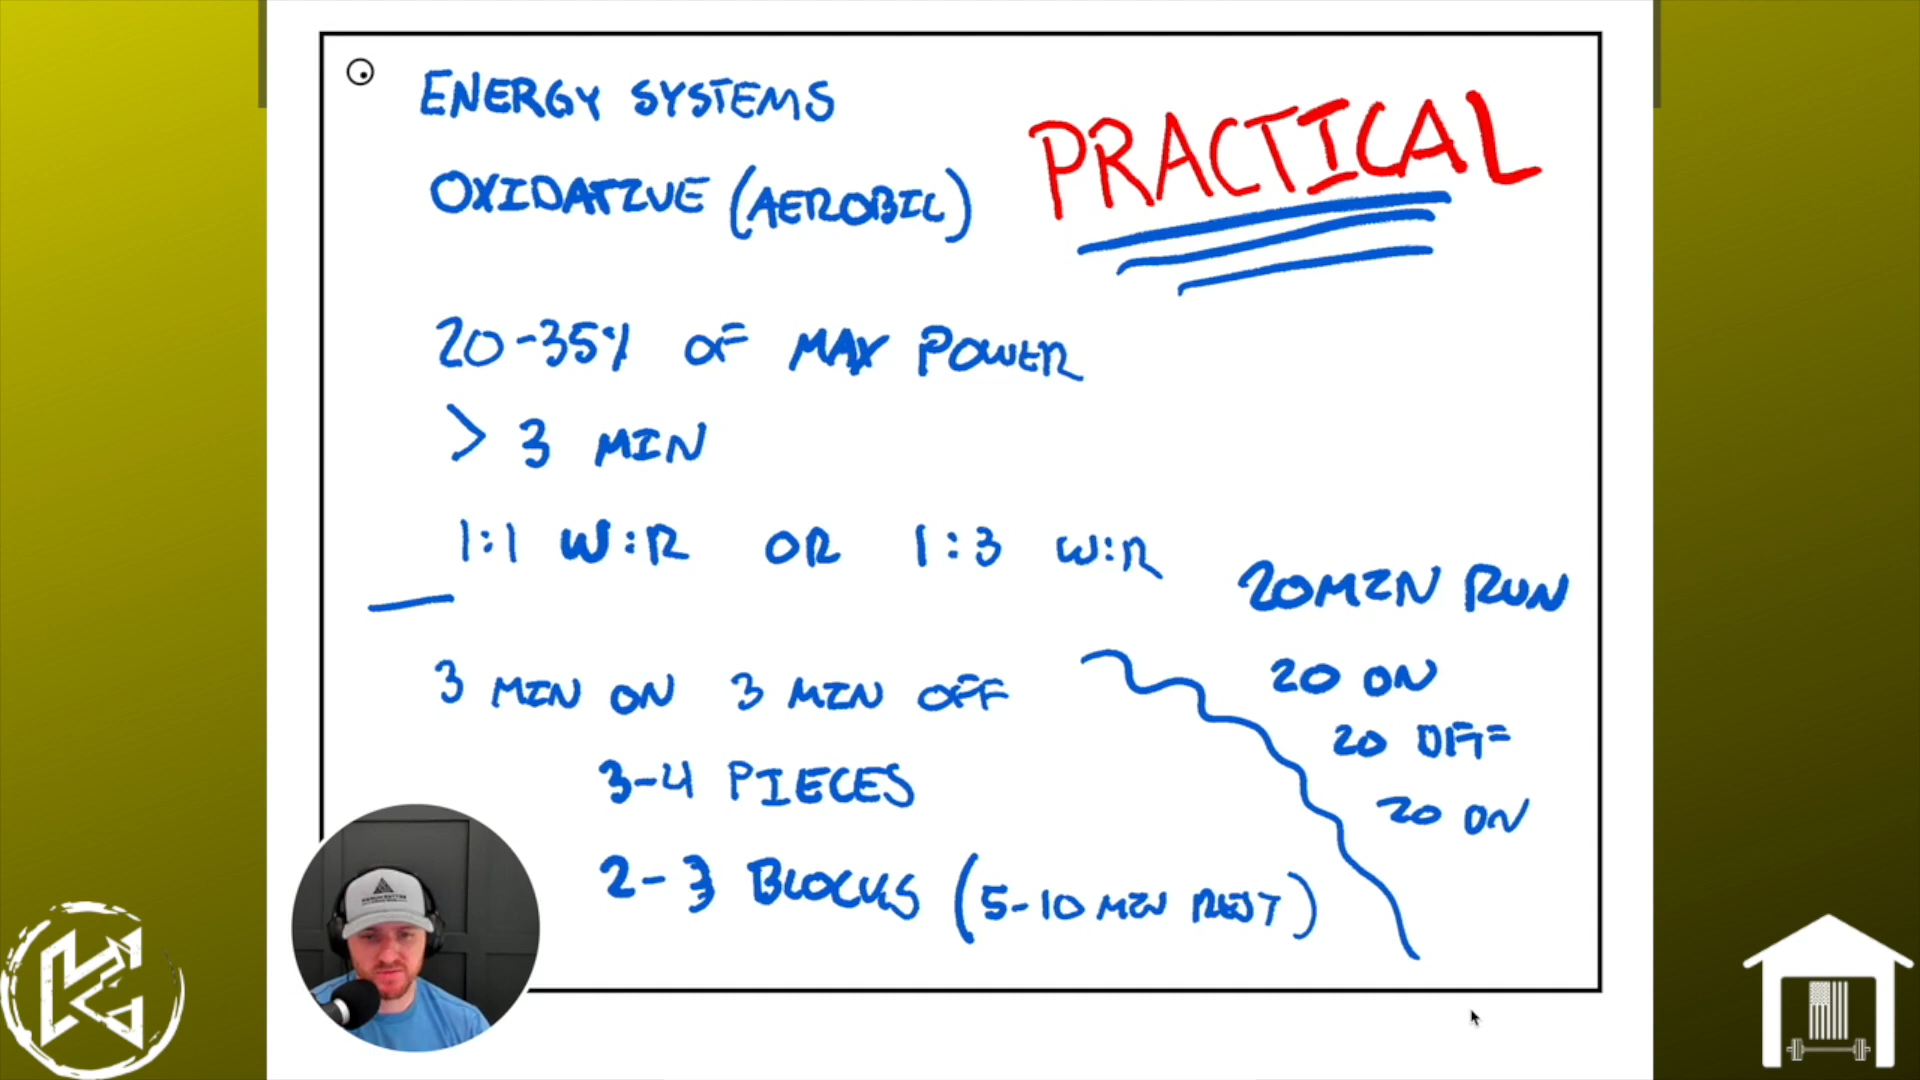 ENERGY SYSTEMS
PRACTICAL
OXIDATIVE (AEROBIC)
20-35% OF MAX POWER
> 3 MIN
1:1 W:R OR 1:3 W:R
3 MIN ON 3 MIN OFF
3-4 PIECES
2-3 BLOCKS (5-10 MIN REST)
20 MIN RUN
20 ON
20 OFF
20 ON